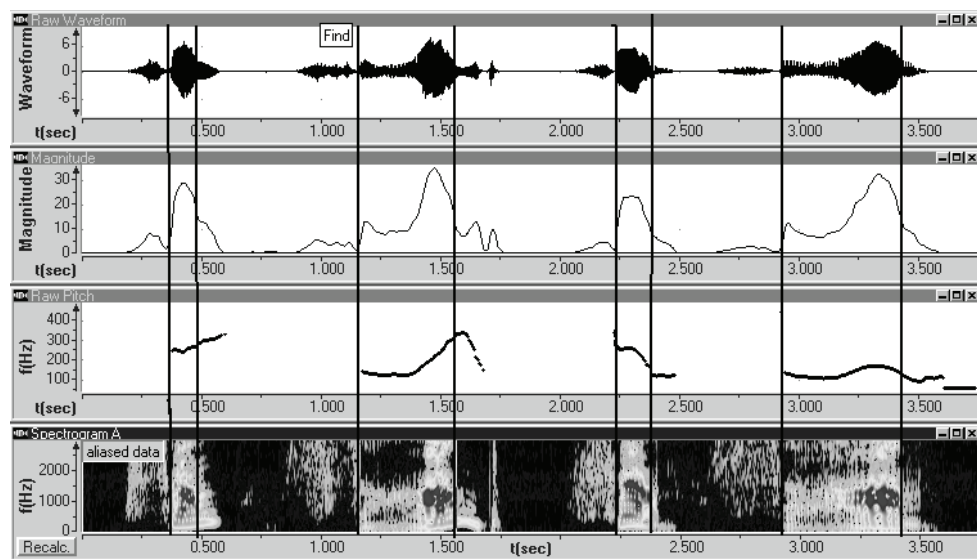 Raw Waveform
Find
Waveform
6
0
-6
t(sec) 0.500 1.000 1.500 2.000 2.500 3.000 3.500
Magnitude
Magnitude
30
20
10
0
t(sec) 0.500 1.000 1.500 2.000 2.500 3.000 3.500
Raw Pitch
f(Hz)
400
300
200
100
t(sec) 0.500 1.000 1.500 2.000 2.500 3.000 3.500
Spectrogram A
aliased data
f(Hz)
2000
1000
0
Recalc. 0.500 1.000 1.500 t(sec) 2.000 2.500 3.000 3.500